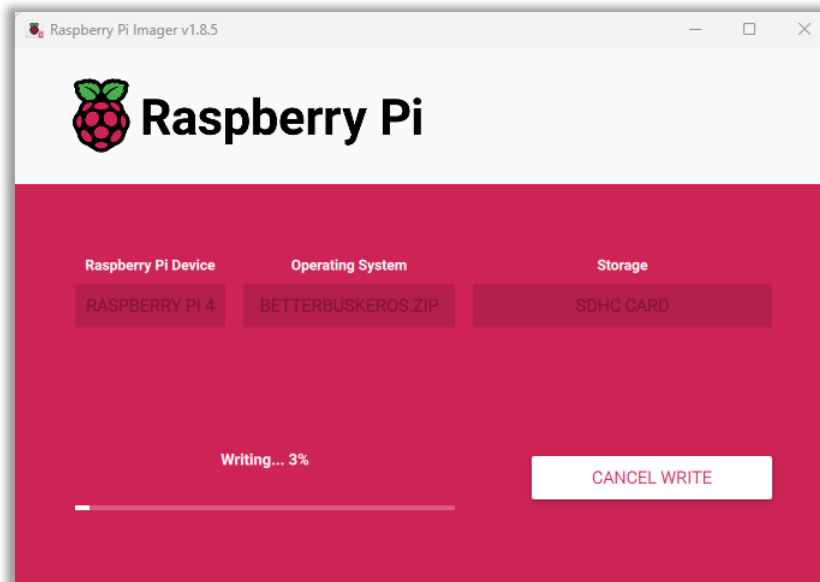 Raspberry Pi Imager v1.8.5
Raspberry Pi
Raspberry Pi Device Operating System Storage
RASPBERRY PI 4 BETTERBUSKEROS.ZIP SDHC CARD
Writing... 3%
CANCEL WRITE